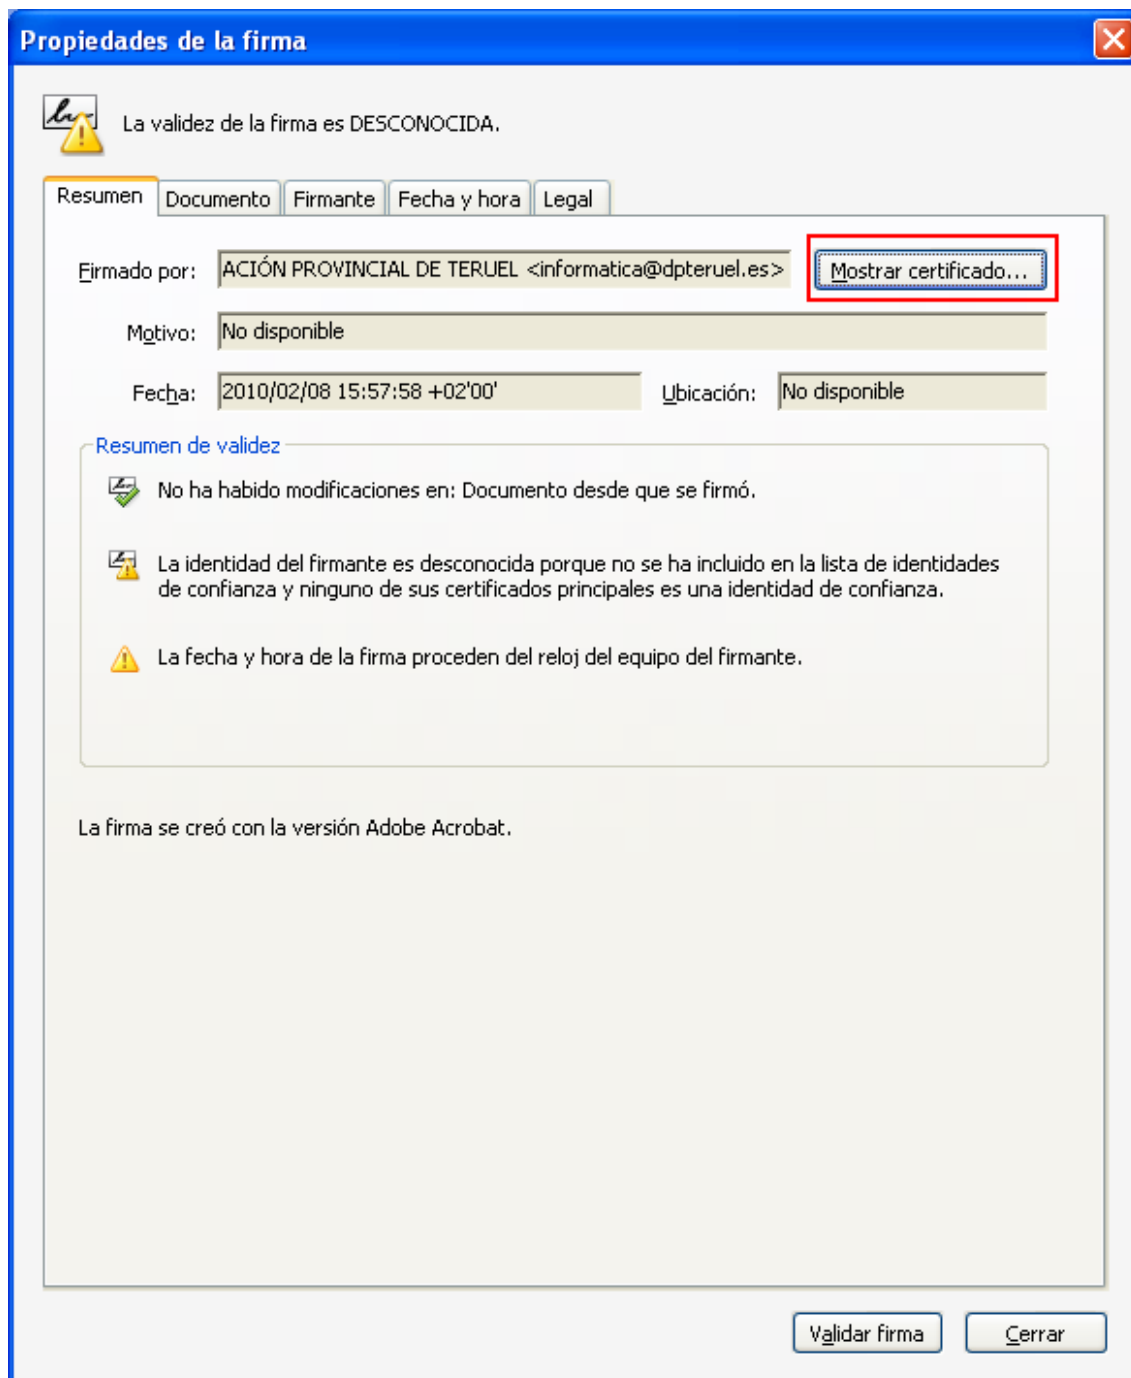 Propiedades de la firma
La validez de la firma es DESCONOCIDA.
Resumen Documento Firmante Fecha y hora Legal
Firmado por: ACIÓN PROVINCIAL DE TERUEL <informatica@dpteruel.es> Mostrar certificado...
Motivo: No disponible
Fecha: 2010/02/08 15:57:58 +02'00' Ubicación: No disponible
Resumen de validez
No ha habido modificaciones en: Documento desde que se firmó.
La identidad del firmante es desconocida porque no se ha incluido en la lista de identidades
de confianza y ninguno de sus certificados principales es una identidad de confianza.
La fecha y hora de la firma proceden del reloj del equipo del firmante.
La firma se creó con la versión Adobe Acrobat.
Validar firma Cerrar